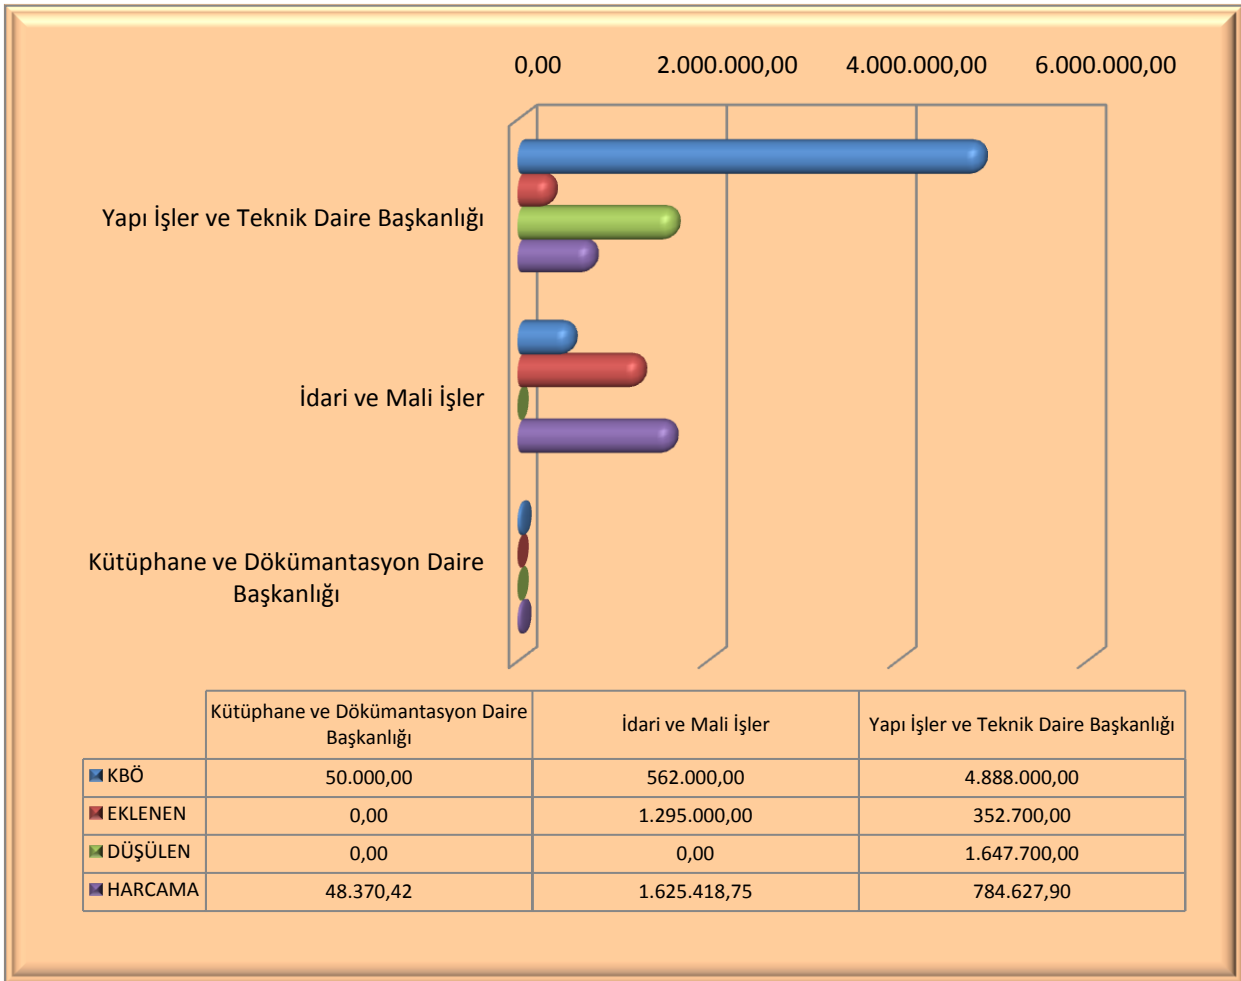 0,00 2.000.000,00 4.000.000,00 6.000.000,00
Yapı İşler ve Teknik Daire Başkanlığı
İdari ve Mali İşler
Kütüphane ve Dökümantasyon Daire
Başkanlığı
Kütüphane ve Dökümantasyon Daire
Başkanlığı
İdari ve Mali İşler
Yapı İşler ve Teknik Daire Başkanlığı
KBÖ 50.000,00 562.000,00 4.888.000,00
EKLENEN 0,00 1.295.000,00 352.700,00
DÜŞÜLEN 0,00 0,00 1.647.700,00
HARCAMA 48.370,42 1.625.418,75 784.627,90